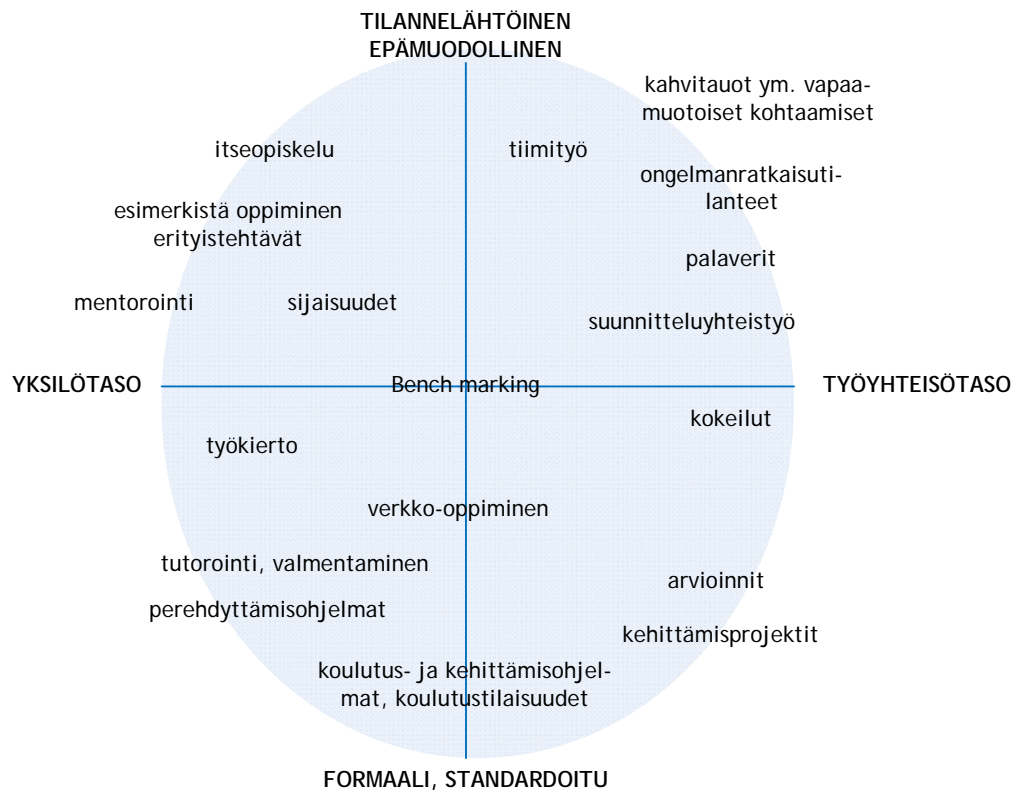 TILANNELÄHTÖINEN
EPÄMUODOLLINEN
kahvitauot ym. vapaa-
muotoiset kohtaamiset
itseopiskelu
tiimityö
ongelmanratkaisuti-
lanteet
esimerkistä oppiminen
erityistehtävät
palaverit
mentorointi
sijaisuudet
suunnitteluyhteistyö
YKSILÖTASO
Bench marking
TYÖYHTEISÖTASO
kokeilut
työkierto
verkko-oppiminen
tutorointi, valmentaminen
arvioinnit
perehdyttämisohjelmat
kehittämisprojektit
koulutus- ja kehittämisohjel-
mat, koulutustilaisuudet
FORMAALI, STANDARDOITU